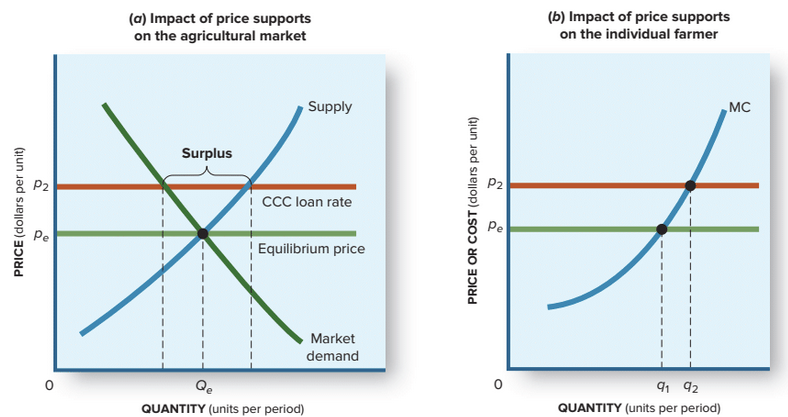 (a) Impact of price supports
on the agricultural market
PRICE (dollars per unit)
p2
pe
Surplus
Supply
CCC loan rate
Equilibrium price
Market
demand
0
Qe
QUANTITY (units per period)
(b) Impact of price supports
on the individual farmer
PRICE OR COST (dollars per unit)
p2
pe
MC
0
q1 q2
QUANTITY (units per period)